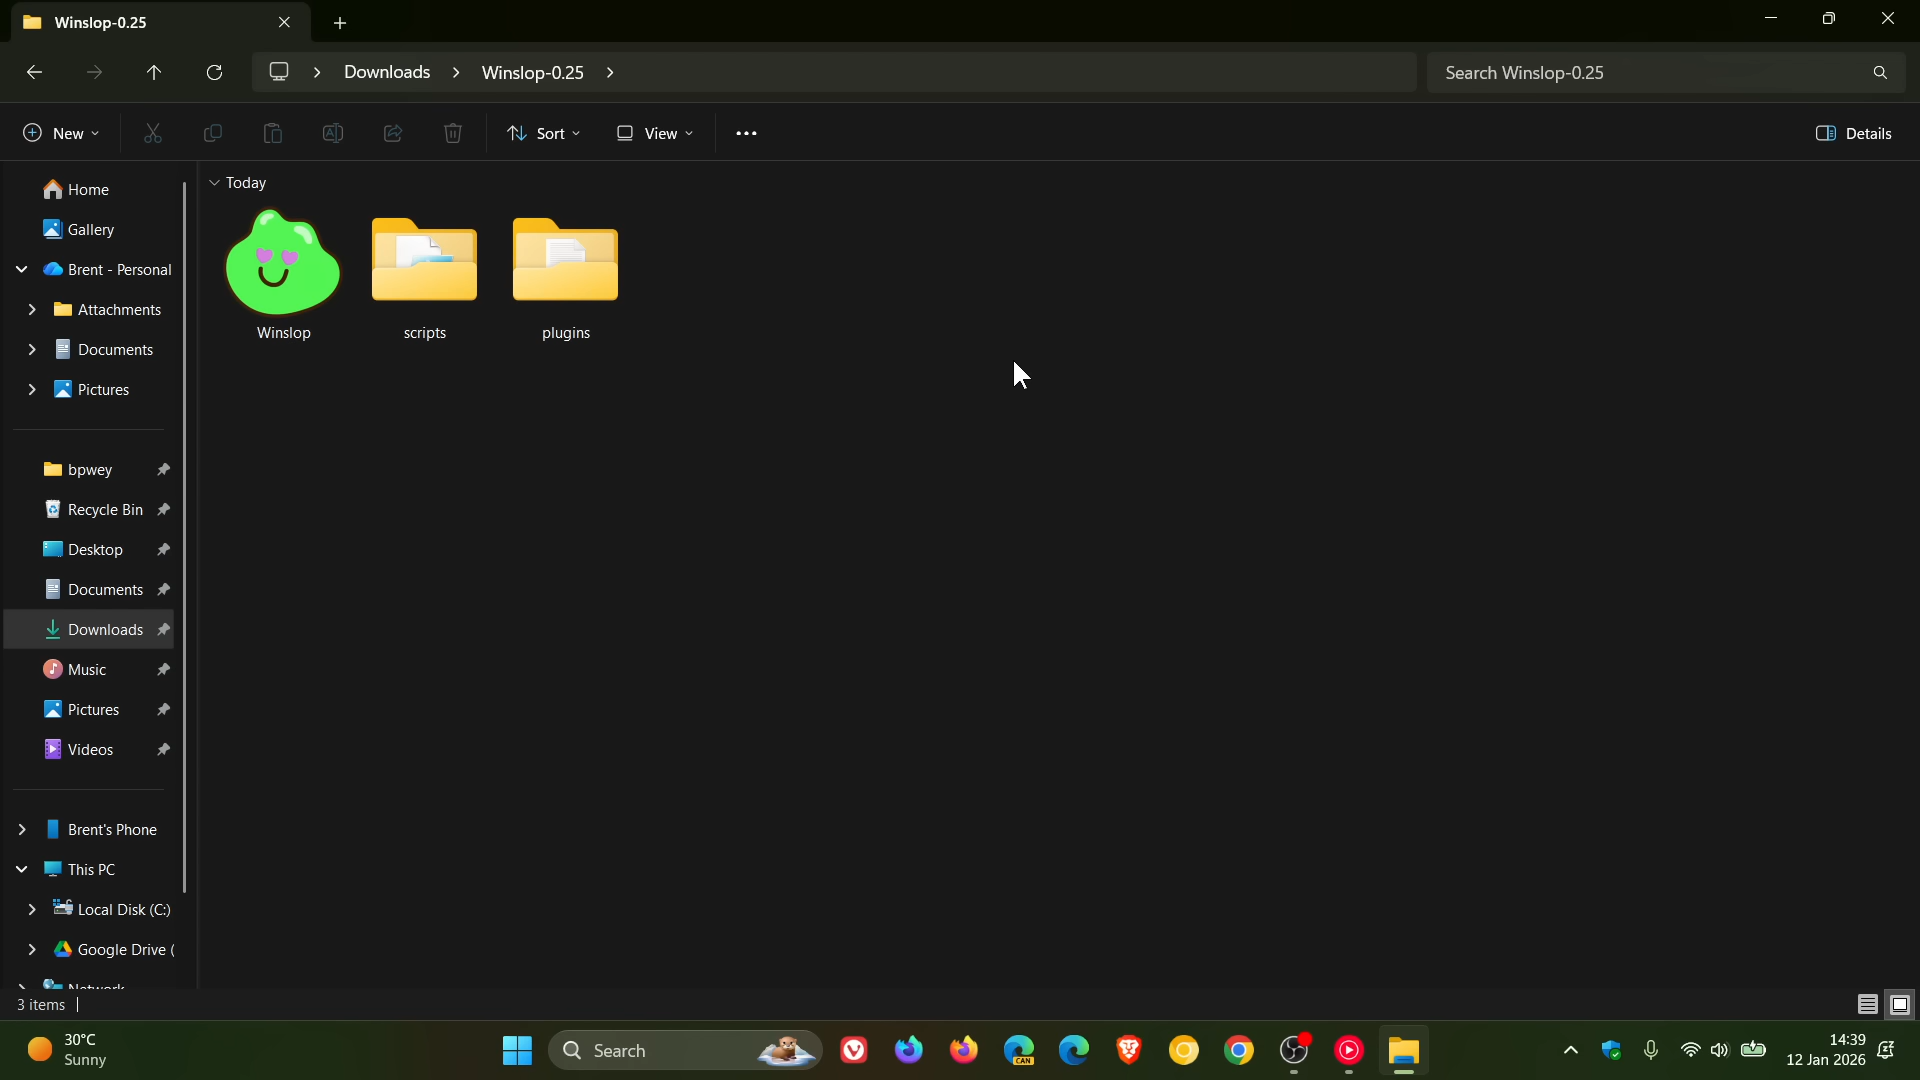 Winslop-0.25
Downloads
Winslop-0.25
Search Winslop-0.25
New
Sort
View
Details
Home
Gallery
Brent - Personal
Attachments
Documents
Pictures
bpwey
Recycle Bin
Desktop
Documents
Downloads
Music
Pictures
Videos
Brent's Phone
This PC
Local Disk (C:)
Google Drive (
Network
Today
Winslop
scripts
plugins
3 items
30°C
Sunny
Search
CAN
14:39
12 Jan 2026